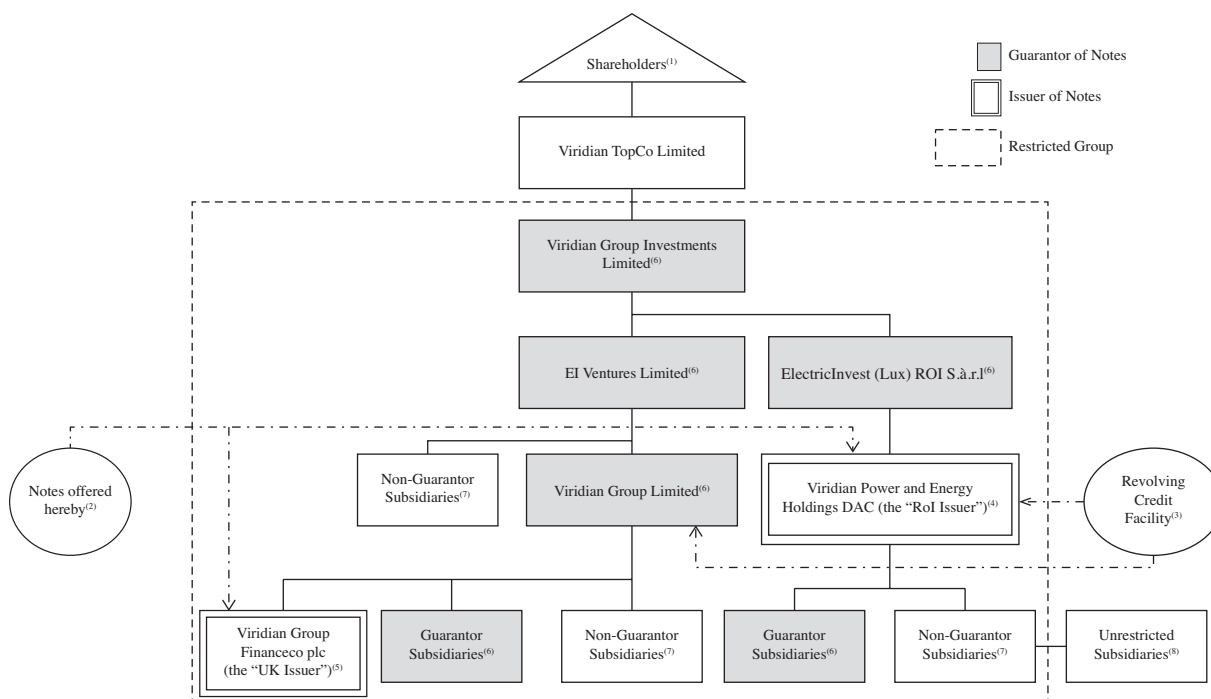 Shareholders(1)
Guarantor of Notes
Issuer of Notes
Restricted Group
Viridian TopCo Limited
Viridian Group Investments
Limited(6)
EI Ventures Limited(6)
ElectricInvest (Lux) ROI S.à.r.l(6)
Notes offered
hereby(2)
Non-Guarantor
Subsidiaries(7)
Viridian Group Limited(6)
Viridian Power and Energy
Holdings DAC (the “RoI Issuer”)(4)
Revolving
Credit
Facility(3)
Viridian Group
Financeco plc
(the “UK Issuer”)(5)
Guarantor
Subsidiaries(6)
Non-Guarantor
Subsidiaries(7)
Guarantor
Subsidiaries(6)
Non-Guarantor
Subsidiaries(7)
Unrestricted
Subsidiaries(8)